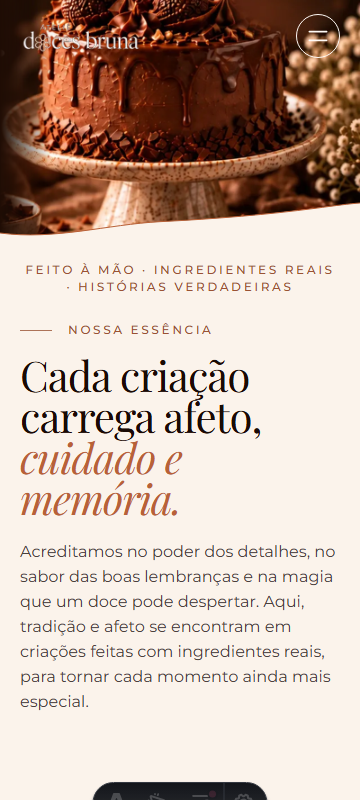 doces bruna
FEITO À MÃO · INGREDIENTES REAIS
· HISTÓRIAS VERDADEIRAS
NOSSA ESSÊNCIA
Cada criação
carrega afeto,
cuidado e
memória.
Acreditamos no poder dos detalhes, no
sabor das boas lembranças e na magia
que um doce pode despertar. Aqui,
tradição e afeto se encontram em
criações feitas com ingredientes reais,
para tornar cada momento ainda mais
especial.